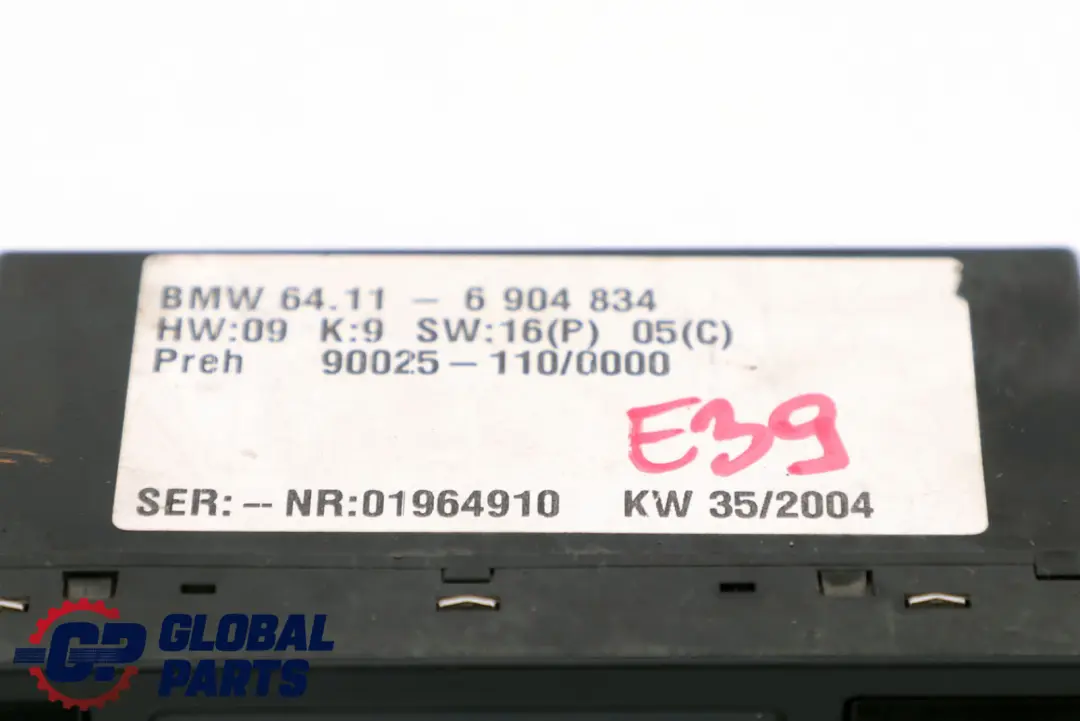 BMW 64.11 – 6 904 834
HW:09 K:9 SW:16(P) 05(C)
Preh 90025–110/0000
E39
SER:--NR:01964910 KW 35/2004
GP GLOBAL
PARTS